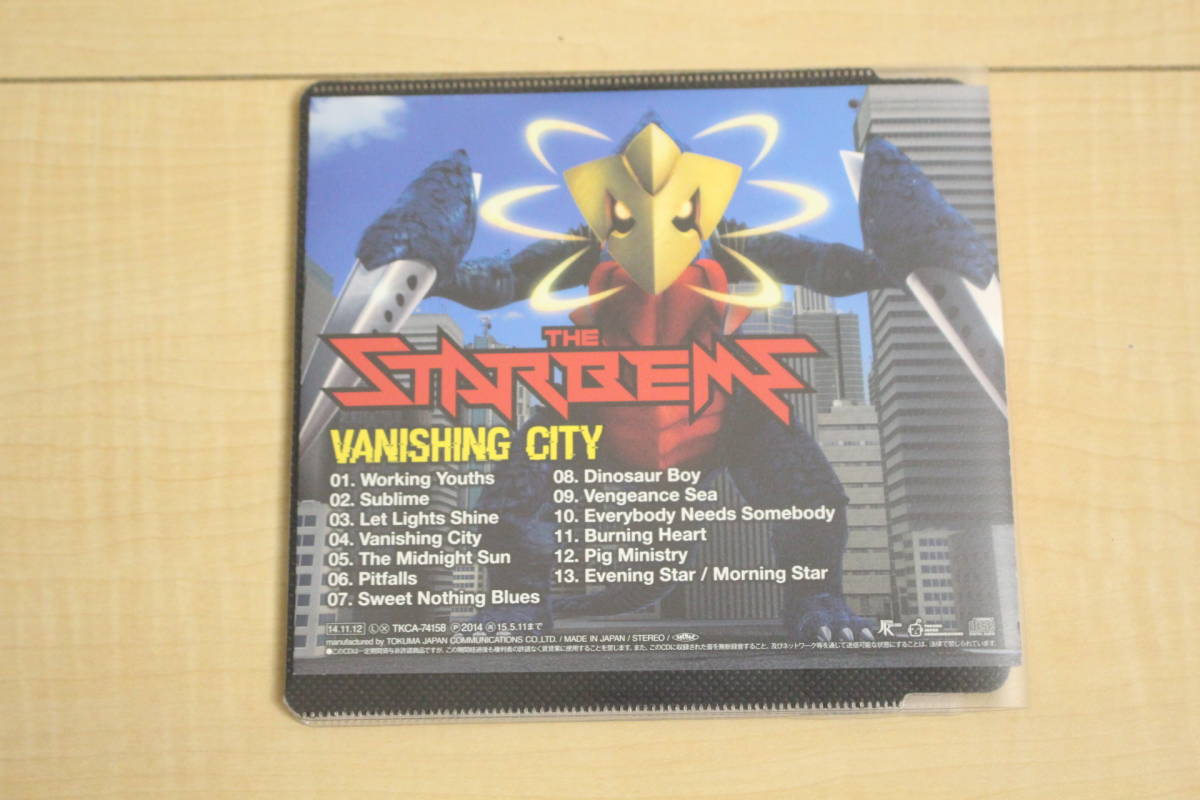 THE
STARBEMS
VANISHING CITY
01. Working Youths
02. Sublime
03. Let Lights Shine
04. Vanishing City
05. The Midnight Sun
06. Pitfalls
07. Sweet Nothing Blues
08. Dinosaur Boy
09. Vengeance Sea
10. Everybody Needs Somebody
11. Burning Heart
12. Pig Ministry
13. Evening Star / Morning Star
14.11.12 Ⓛ Ⓧ TKCA-74158 Ⓟ2014 15.5.11まで
manufactured by TOKUMA JAPAN COMMUNICATIONS CO.,LTD. / MADE IN JAPAN / STEREO /